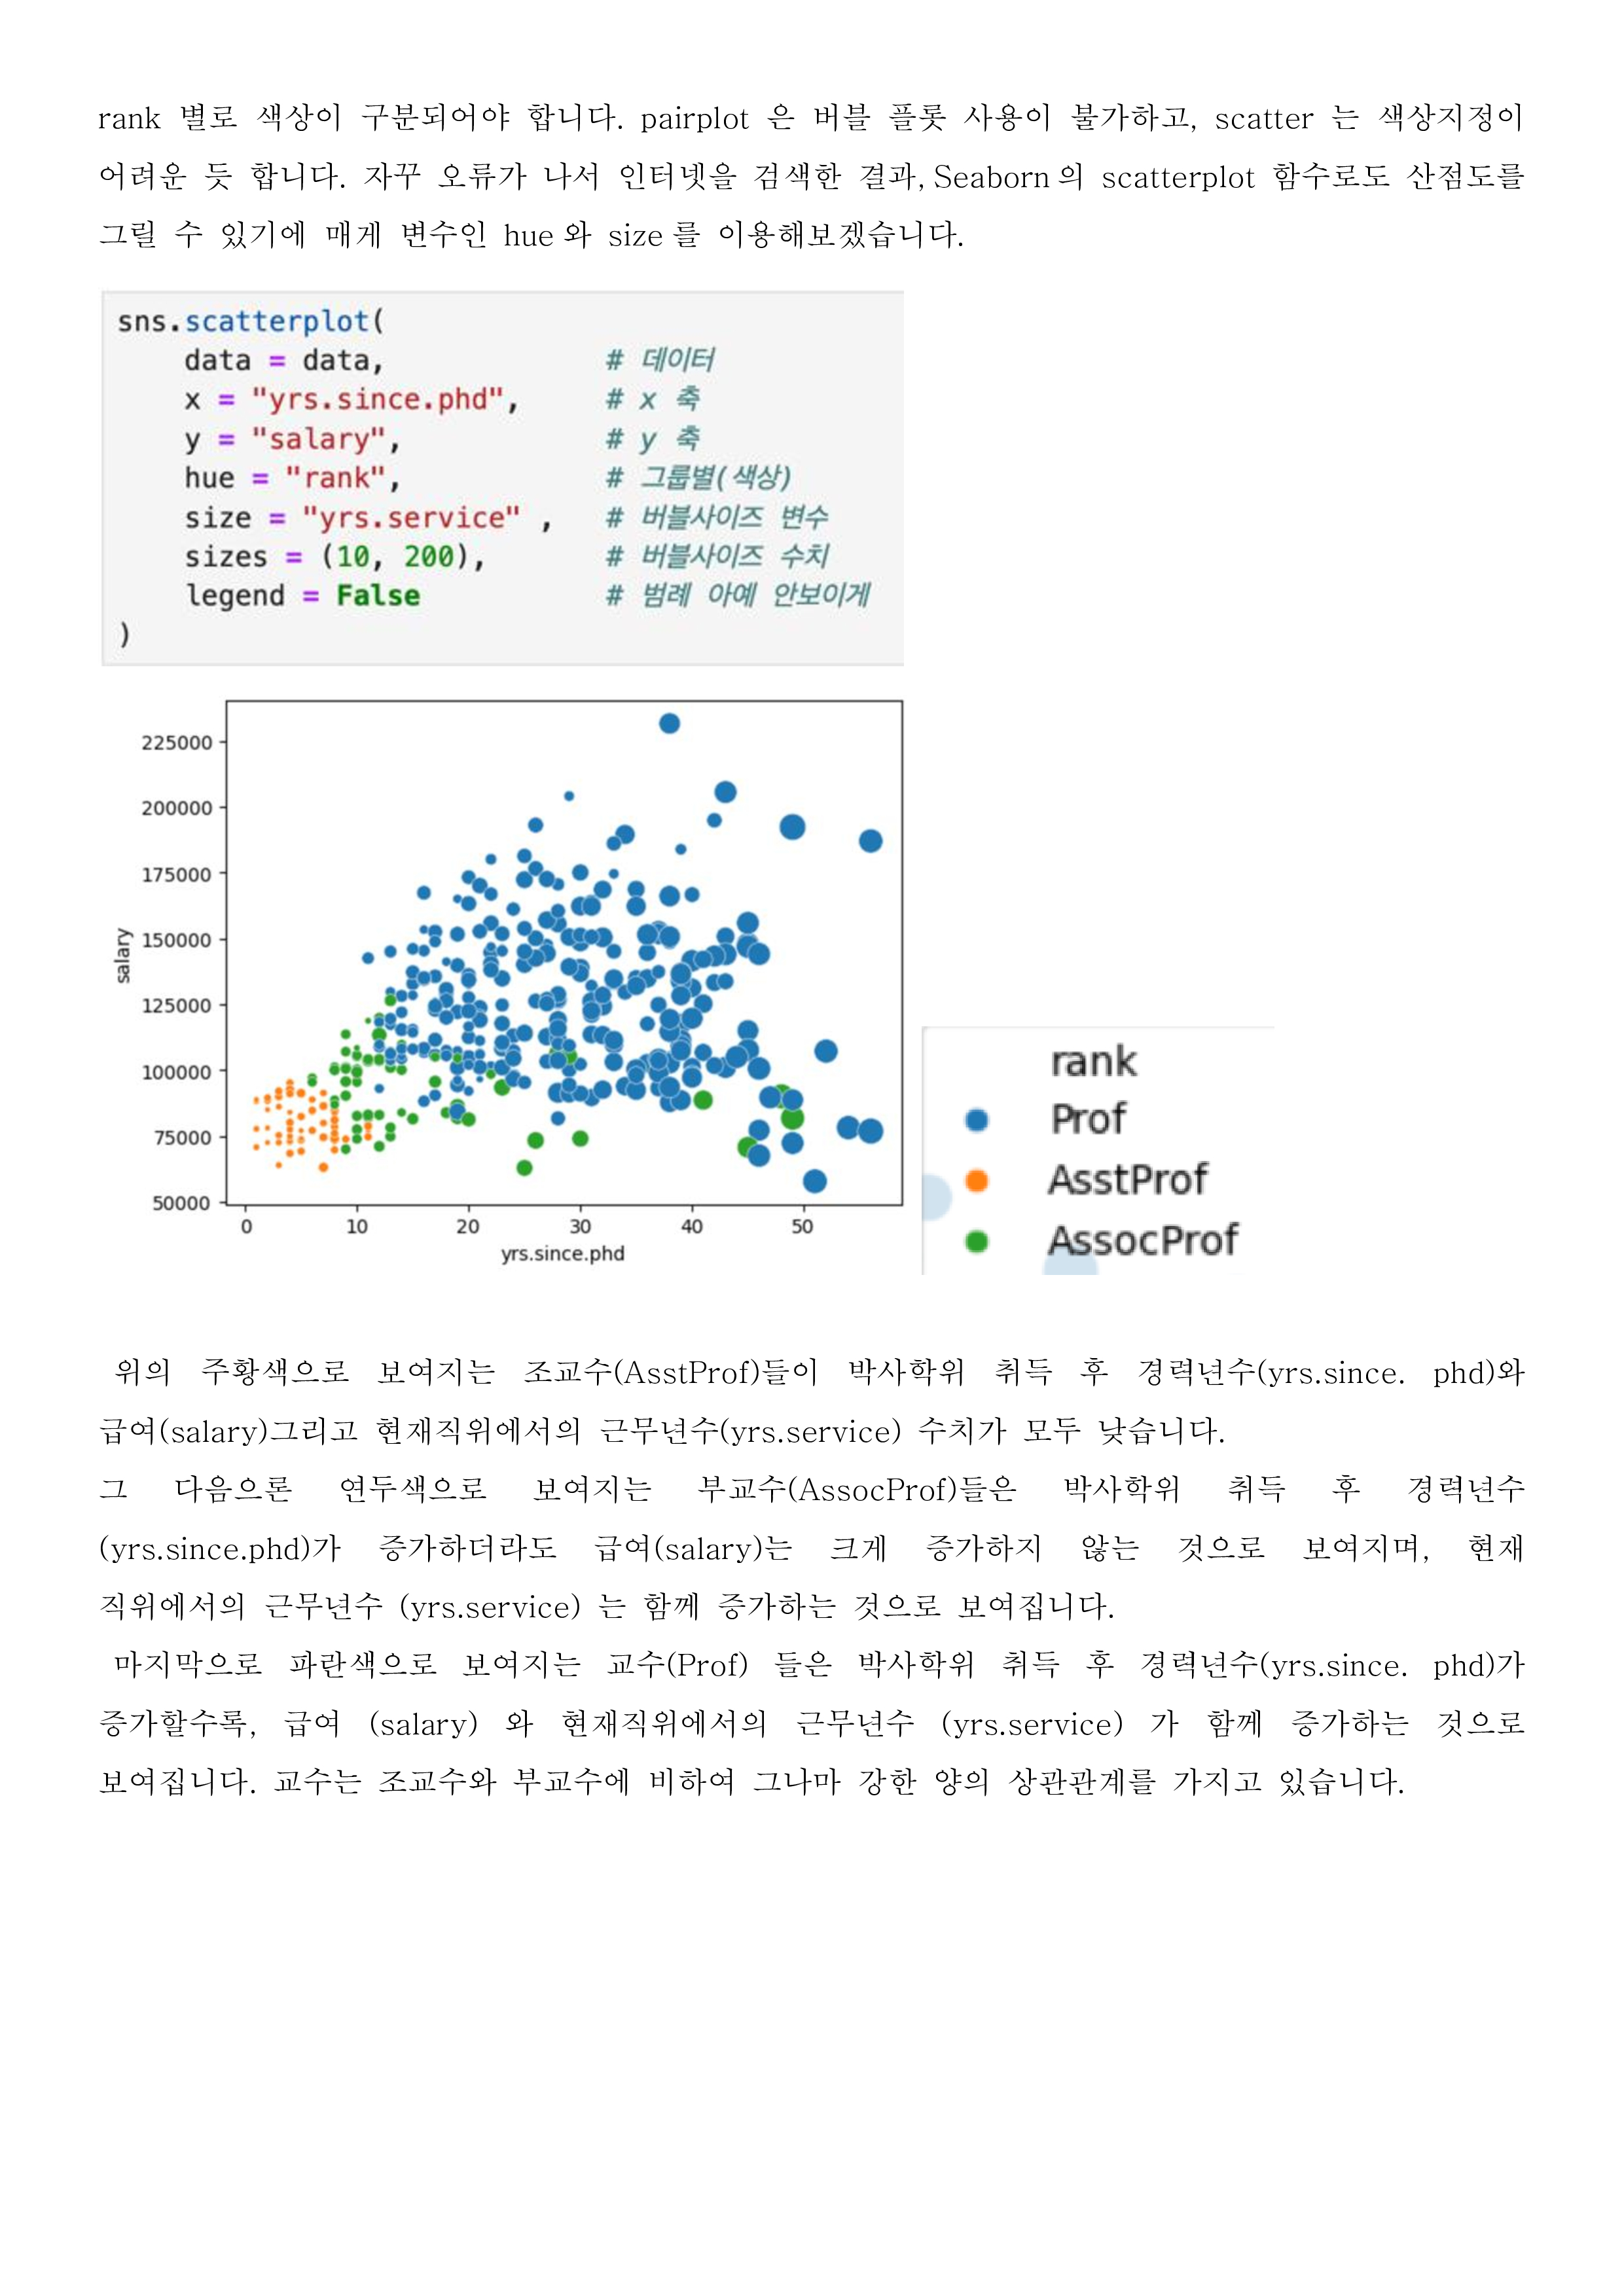 rank 별로 색상이 구분되어야 합니다. pairplot 은 버블 플롯 사용이 불가하고, scatter 는 색상지정이
어려운 듯 합니다. 자꾸 오류가 나서 인터넷을 검색한 결과, Seaborn의 scatterplot 함수로도 산점도를
그릴 수 있기에 매게 변수인 hue와 size를 이용해보겠습니다.
sns.scatterplot(
data = data, # 데이터
x = "yrs.since.phd", # x 축
y = "salary", # y 축
hue = "rank", # 그룹별(색상)
size = "yrs.service" , # 버블사이즈 변수
sizes = (10, 200), # 버블사이즈 수치
legend = False # 범례 아예 안보이게
)
225000
200000
175000
150000
125000
100000
75000
50000
salary
0 10 20 30 40 50
yrs.since.phd
rank
Prof
AsstProf
AssocProf
위의 주황색으로 보여지는 조교수(AsstProf)들이 박사학위 취득 후 경력년수(yrs.since. phd)와
급여(salary)그리고 현재직위에서의 근무년수(yrs.service) 수치가 모두 낮습니다.
그 다음으론 연두색으로 보여지는 부교수(AssocProf)들은 박사학위 취득 후 경력년수
(yrs.since.phd)가 증가하더라도 급여(salary)는 크게 증가하지 않는 것으로 보여지며, 현재
직위에서의 근무년수 (yrs.service) 는 함께 증가하는 것으로 보여집니다.
마지막으로 파란색으로 보여지는 교수(Prof) 들은 박사학위 취득 후 경력년수(yrs.since. phd)가
증가할수록, 급여 (salary) 와 현재직위에서의 근무년수 (yrs.service) 가 함께 증가하는 것으로
보여집니다. 교수는 조교수와 부교수에 비하여 그나마 강한 양의 상관관계를 가지고 있습니다.